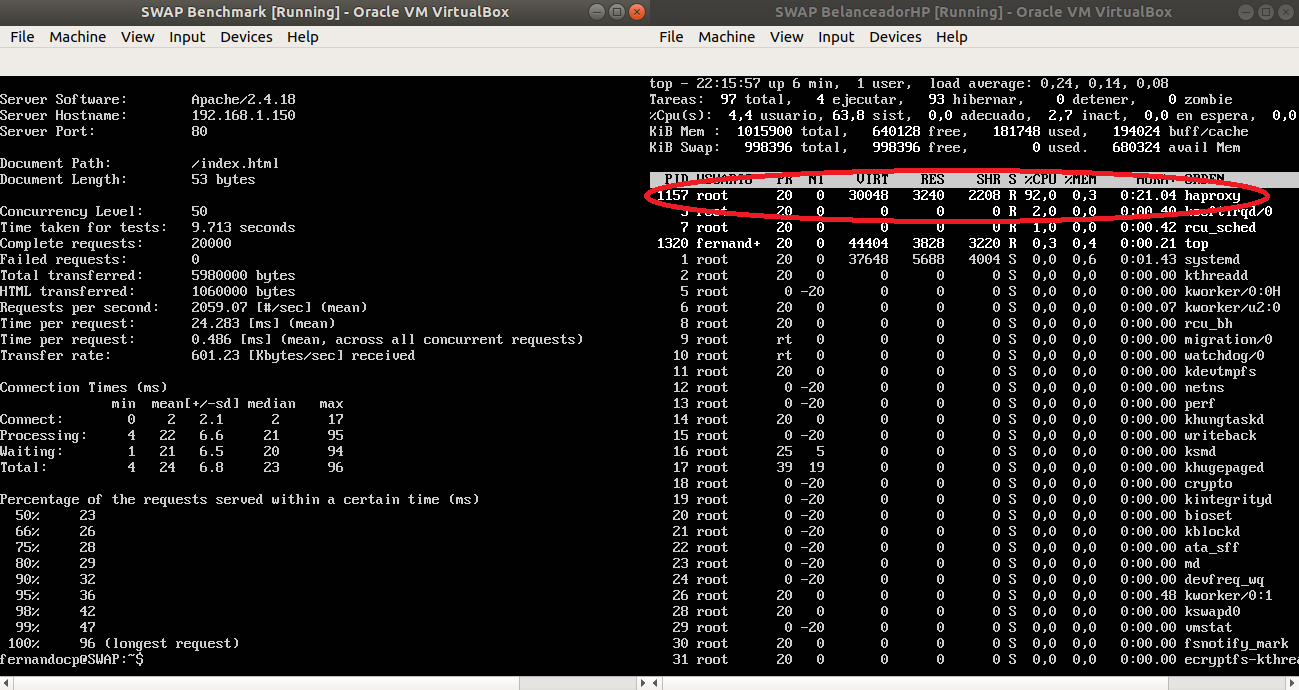 SWAP Benchmark [Running] - Oracle VM VirtualBox
File Machine View Input Devices Help
Server Software: Apache/2.4.18
Server Hostname: 192.168.1.150
Server Port: 80
Document Path: /index.html
Document Length: 53 bytes
Concurrency Level: 50
Time taken for tests: 9.713 seconds
Complete requests: 20000
Failed requests: 0
Total transferred: 5980000 bytes
HTML transferred: 1060000 bytes
Requests per second: 2059.07 [#/sec] (mean)
Time per request: 24.283 [ms] (mean)
Time per request: 0.486 [ms] (mean, across all concurrent requests)
Transfer rate: 601.23 [Kbytes/sec] received
Connection Times (ms)
min mean[+/-sd] median max
Connect: 0 2 2.1 2 17
Processing: 4 22 6.6 21 95
Waiting: 1 21 6.5 20 94
Total: 4 24 6.8 23 96
Percentage of the requests served within a certain time (ms)
50% 23
66% 26
75% 28
80% 29
90% 32
95% 36
98% 42
99% 47
100% 96 (longest request)
fernandocp@SWAP:~$
SWAP BelanceadorHP [Running] - Oracle VM VirtualBox
File Machine View Input Devices Help
top - 22:15:57 up 6 min, 1 user, load average: 0,24, 0,14, 0,08
Tareas: 97 total, 4 ejecutar, 93 hibernar, 0 detener, 0 zombie
%Cpu(s): 4,4 usuario, 63,8 sist, 0,0 adecuado, 2,7 inact, 0,0 en espera, 0,0
KiB Mem : 1015900 total, 640128 free, 181748 used, 194024 buff/cache
KiB Swap: 998396 total, 998396 free, 0 used. 680324 avail Mem
PID USUARIO PR NI VIRT RES SHR S %CPU %MEM HORA+ ORDEN
1157 root 20 0 30048 3240 2208 R 92,0 0,3 0:21.04 haproxy
3 root 20 0 0 0 0 R 2,0 0,0 0:00.40 ksoftirqd/0
7 root 20 0 0 0 0 R 1,0 0,0 0:00.42 rcu_sched
1320 fernand+ 20 0 44404 3828 3220 R 0,3 0,4 0:00.21 top
1 root 20 0 37648 5688 4004 S 0,0 0,6 0:01.43 systemd
2 root 20 0 0 0 0 S 0,0 0,0 0:00.00 kthreadd
5 root 0 -20 0 0 0 S 0,0 0,0 0:00.00 kworker/0:0H
6 root 20 0 0 0 0 S 0,0 0,0 0:00.07 kworker/u2:0
8 root 20 0 0 0 0 S 0,0 0,0 0:00.00 rcu_bh
9 root rt 0 0 0 0 S 0,0 0,0 0:00.00 migration/0
10 root rt 0 0 0 0 S 0,0 0,0 0:00.00 watchdog/0
11 root 20 0 0 0 0 S 0,0 0,0 0:00.00 kdevtmpfs
12 root 0 -20 0 0 0 S 0,0 0,0 0:00.00 netns
13 root 0 -20 0 0 0 S 0,0 0,0 0:00.00 perf
14 root 20 0 0 0 0 S 0,0 0,0 0:00.00 khungtaskd
15 root 0 -20 0 0 0 S 0,0 0,0 0:00.00 writeback
16 root 25 5 0 0 0 S 0,0 0,0 0:00.00 ksmd
17 root 39 19 0 0 0 S 0,0 0,0 0:00.00 khugepaged
18 root 0 -20 0 0 0 S 0,0 0,0 0:00.00 crypto
19 root 0 -20 0 0 0 S 0,0 0,0 0:00.00 kintegrityd
20 root 0 -20 0 0 0 S 0,0 0,0 0:00.00 bioset
21 root 0 -20 0 0 0 S 0,0 0,0 0:00.00 kblockd
22 root 0 -20 0 0 0 S 0,0 0,0 0:00.00 ata_sff
23 root 0 -20 0 0 0 S 0,0 0,0 0:00.00 md
24 root 0 -20 0 0 0 S 0,0 0,0 0:00.00 devfreq_wq
26 root 20 0 0 0 0 S 0,0 0,0 0:00.48 kworker/0:1
28 root 20 0 0 0 0 S 0,0 0,0 0:00.00 kswapd0
29 root 0 -20 0 0 0 S 0,0 0,0 0:00.00 vmstat
30 root 20 0 0 0 0 S 0,0 0,0 0:00.00 fsnotify_mark
31 root 20 0 0 0 0 S 0,0 0,0 0:00.00 ecryptfs-kthrea